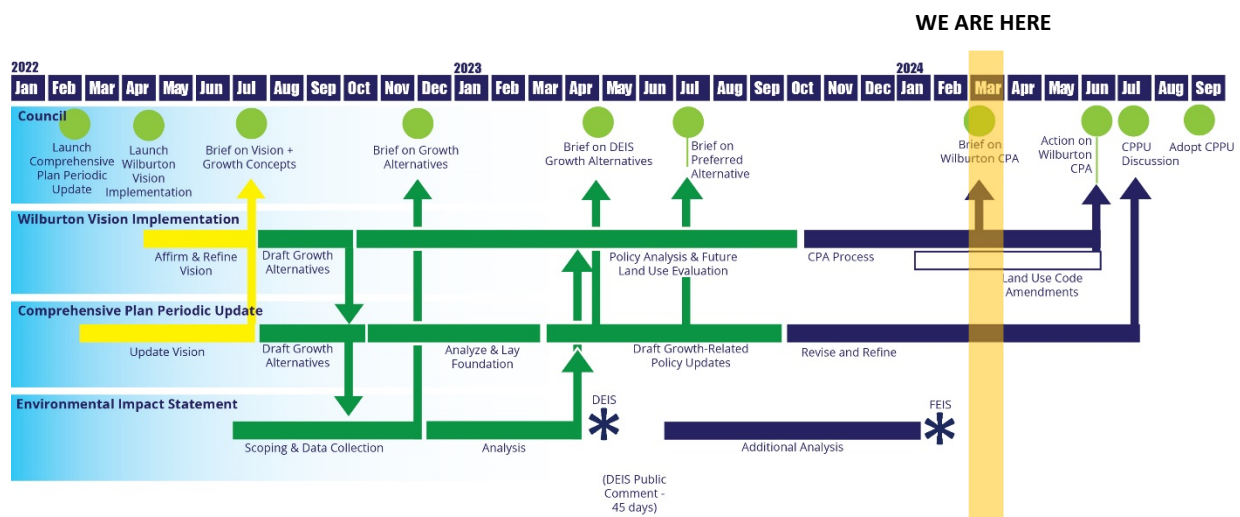 WE ARE HERE
2022
2023
2024
Jan Feb Mar Apr May Jun Jul Aug Sep Oct Nov Dec Jan Feb Mar Apr May Jun Jul Aug Sep Oct Nov Dec Jan Feb Mar Apr May Jun Jul Aug Sep
Council
Launch
Comprehensive
Plan Periodic
Update
Launch
Wilburton
Vision
Implementation
Brief on Vision +
Growth Concepts
Brief on Growth
Alternatives
Brief on DEIS
Growth Alternatives
Brief on
Preferred
Alternative
Brief on
Wilburton CPA
Action on
Wilburton
CPA
CPPU
Discussion
Adopt CPPU
Wilburton Vision Implementation
Affirm & Refine
Vision
Draft Growth
Alternatives
Policy Analysis & Future
Land Use Evaluation
CPA Process
Land Use Code
Amendments
Comprehensive Plan Periodic Update
Update Vision
Draft Growth
Alternatives
Analyze & Lay
Foundation
Draft Growth-Related
Policy Updates
Revise and Refine
Environmental Impact Statement
Scoping & Data Collection
Analysis
DEIS
(DEIS Public
Comment -
45 days)
Additional Analysis
FEIS